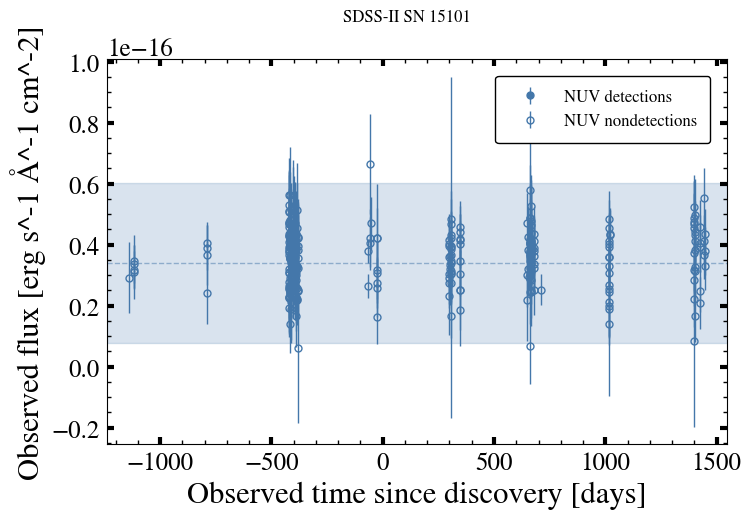 SDSS-II SN 15101
1e−16
Observed flux [erg s^-1 Å^-1 cm^-2]
1.0
0.8
0.6
0.4
0.2
0.0
−0.2
NUV detections
NUV nondetections
−1000 −500 0 500 1000 1500
Observed time since discovery [days]